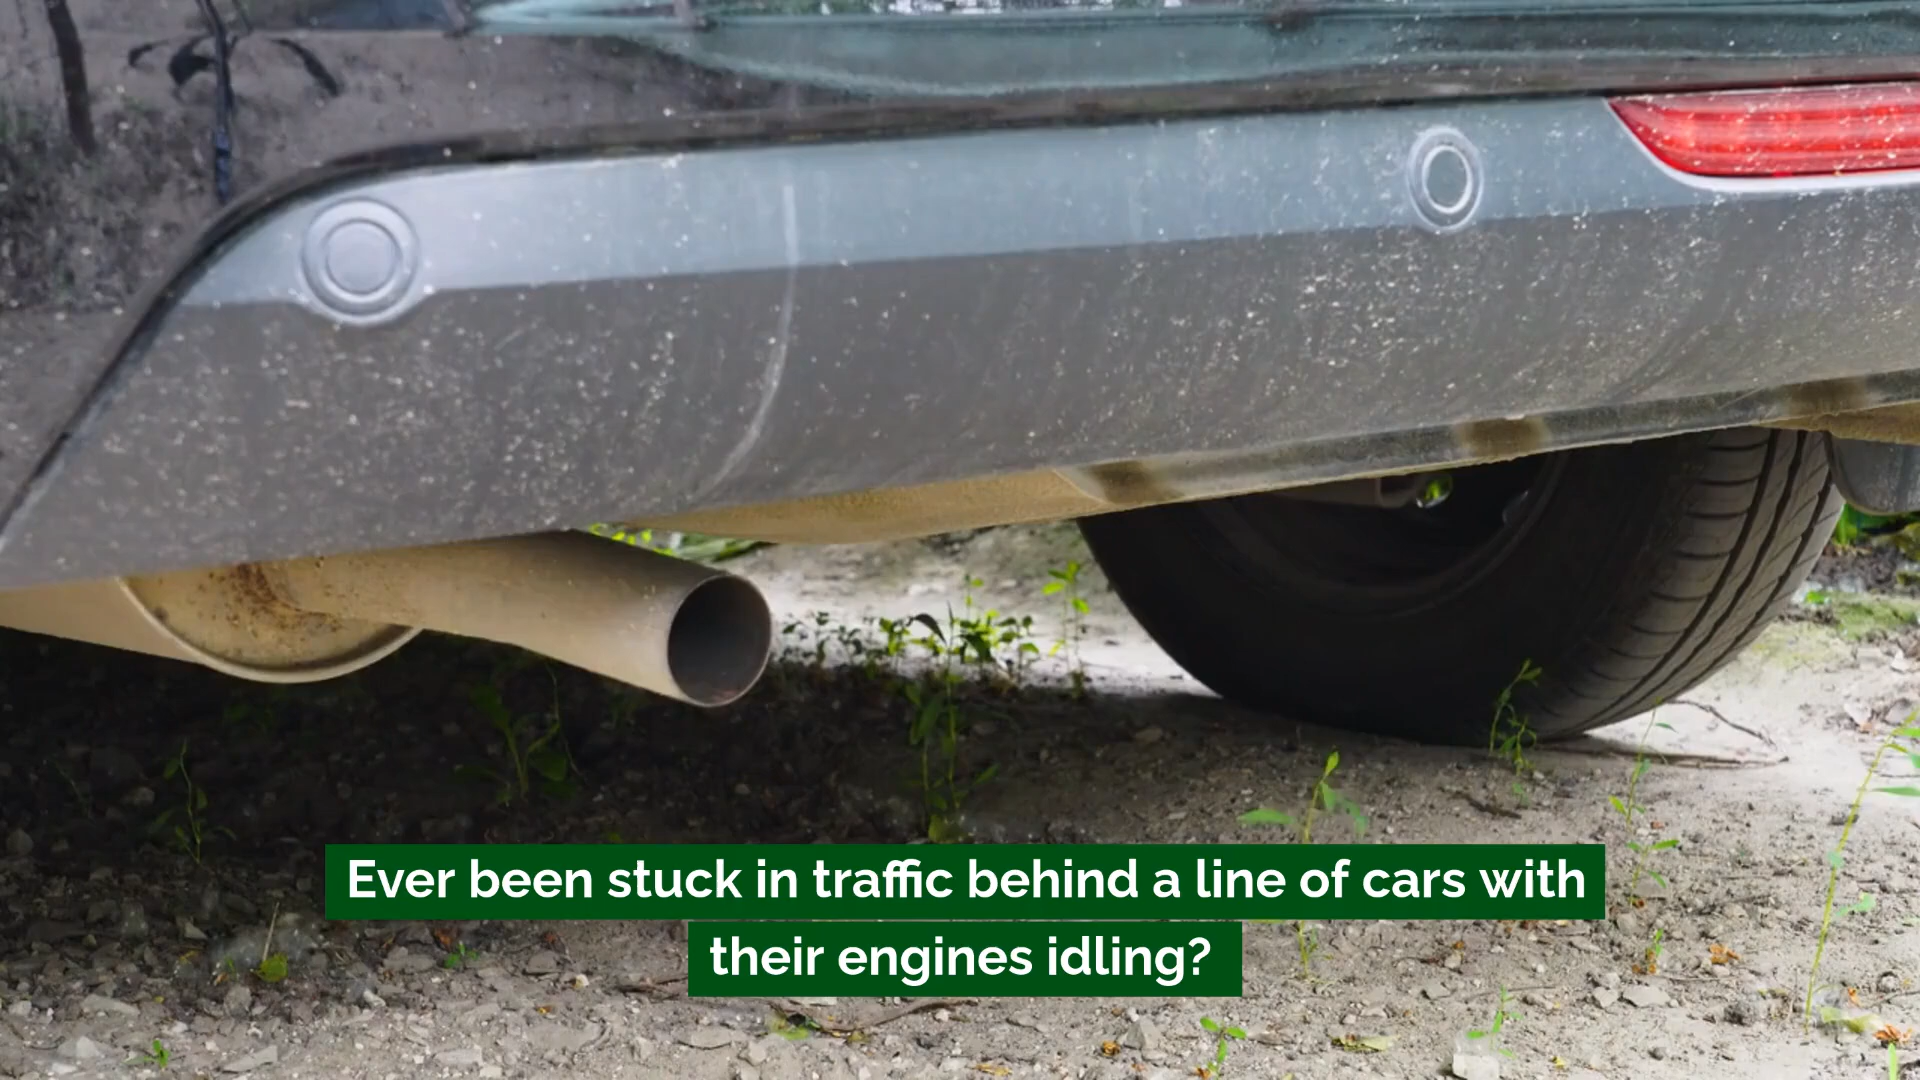 Ever been stuck in traffic behind a line of cars with
their engines idling?